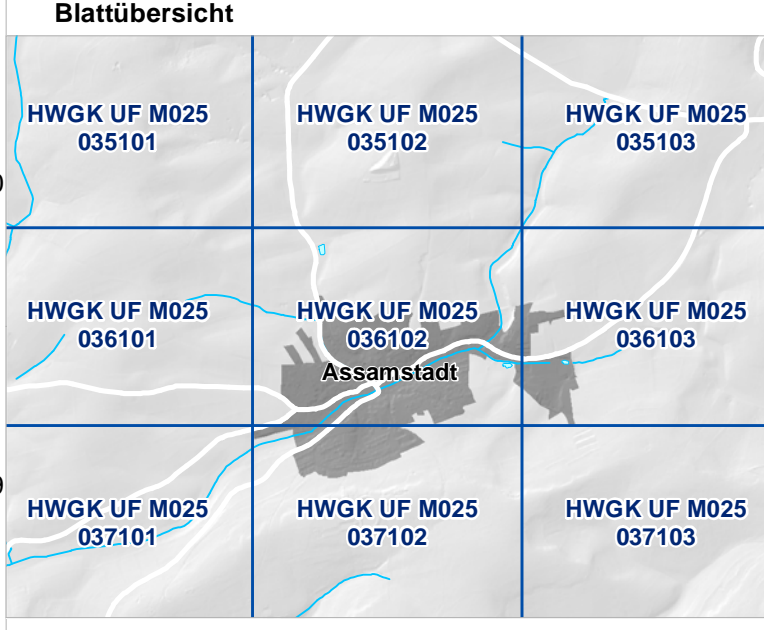 Blattübersicht
HWGK UF M025
035101
HWGK UF M025
035102
HWGK UF M025
035103
HWGK UF M025
036101
HWGK UF M025
036102
HWGK UF M025
036103
Assamstadt
HWGK UF M025
037101
HWGK UF M025
037102
HWGK UF M025
037103